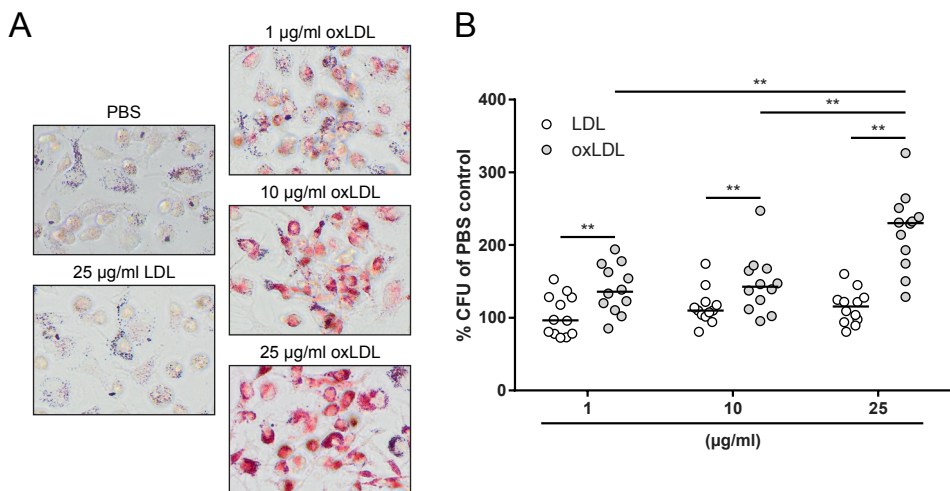 A
PBS
25 µg/ml LDL
1 µg/ml oxLDL
10 µg/ml oxLDL
25 µg/ml oxLDL
B
% CFU of PBS control
400
300
200
100
0
LDL
oxLDL
**
**
**
**
**
1
10
25
(µg/ml)